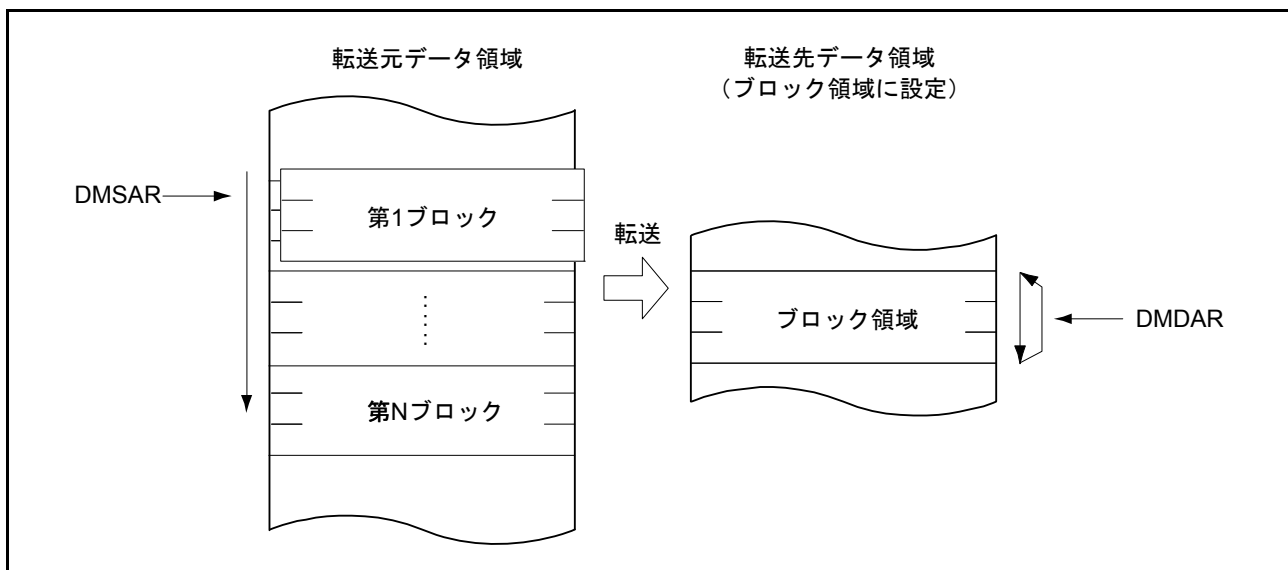 転送元データ領域
転送先データ領域
（ブロック領域に設定）
DMSAR
第1ブロック
転送
ブロック領域
DMDAR
第Nブロック